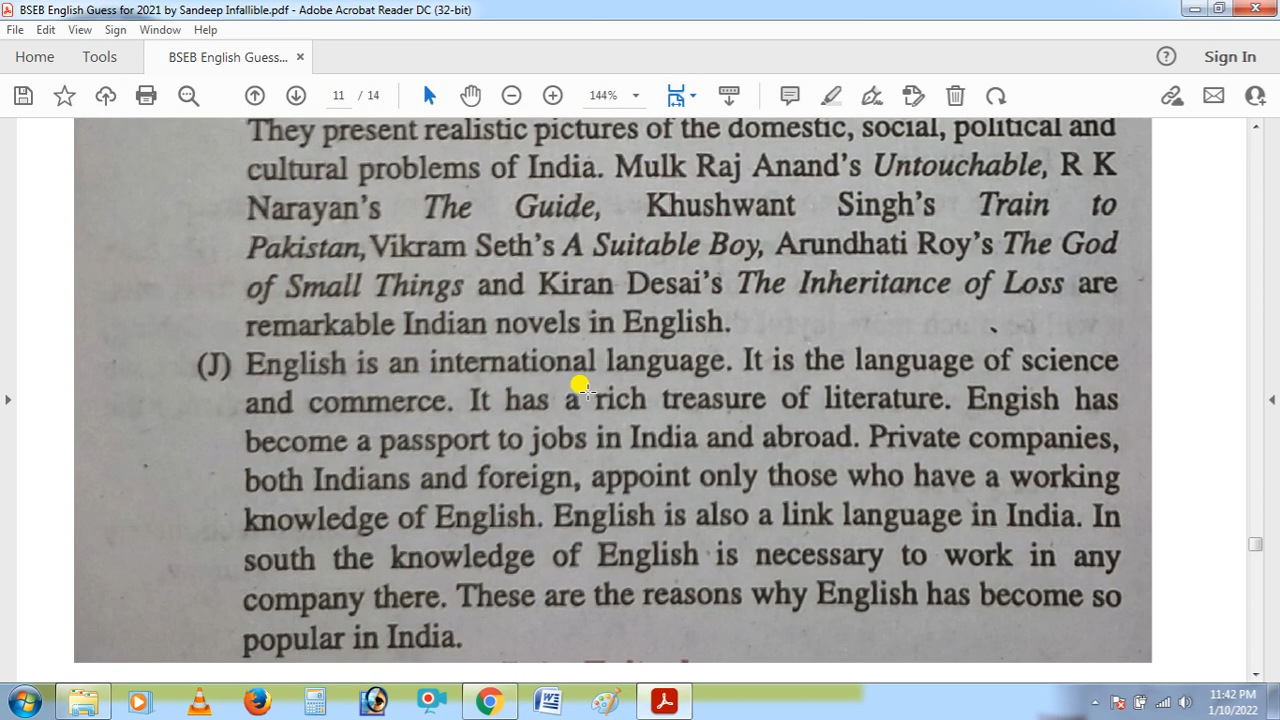 BSEB English Guess for 2021 by Sandeep Infallible.pdf - Adobe Acrobat Reader DC (32-bit)
File Edit View Sign Window Help
Home Tools BSEB English Guess... × Sign In
11 / 14 144%
They present realistic pictures of the domestic, social, political and
cultural problems of India. Mulk Raj Anand's Untouchable, R K
Narayan's The Guide, Khushwant Singh's Train to
Pakistan, Vikram Seth's A Suitable Boy, Arundhati Roy's The God
of Small Things and Kiran Desai's The Inheritance of Loss are
remarkable Indian novels in English.
(J) English is an international language. It is the language of science
and commerce. It has a rich treasure of literature. Engish has
become a passport to jobs in India and abroad. Private companies,
both Indians and foreign, appoint only those who have a working
knowledge of English. English is also a link language in India. In
south the knowledge of English is necessary to work in any
company there. These are the reasons why English has become so
popular in India.
11:42 PM
1/10/2022